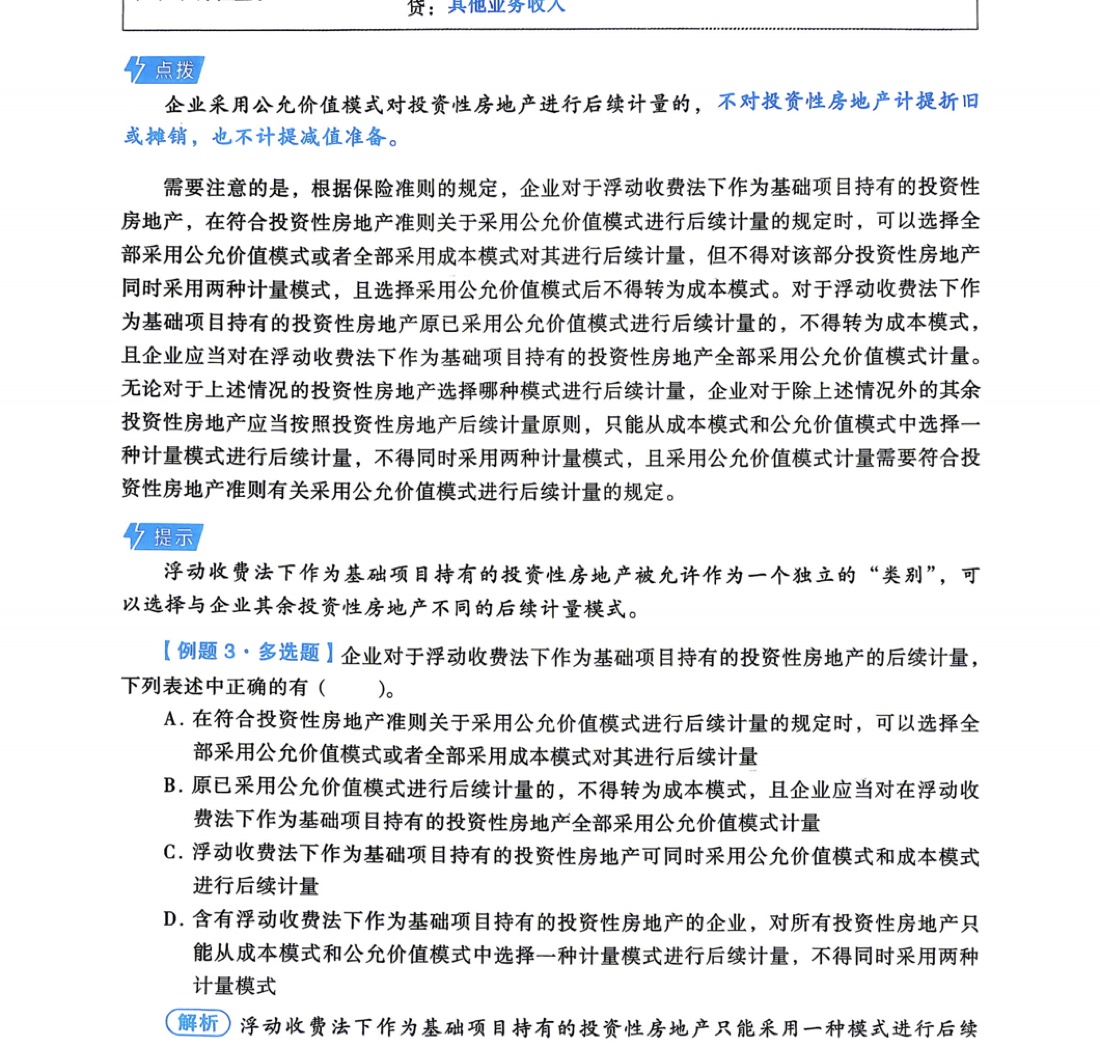 贷：其他业务收入
点拨
企业采用公允价值模式对投资性房地产进行后续计量的，不对投资性房地产计提折旧
或摊销，也不计提减值准备。
需要注意的是，根据保险准则的规定，企业对于浮动收费法下作为基础项目持有的投资性
房地产，在符合投资性房地产准则关于采用公允价值模式进行后续计量的规定时，可以选择全
部采用公允价值模式或者全部采用成本模式对其进行后续计量，但不得对该部分投资性房地产
同时采用两种计量模式，且选择采用公允价值模式后不得转为成本模式。对于浮动收费法下作
为基础项目持有的投资性房地产原已采用公允价值模式进行后续计量的，不得转为成本模式，
且企业应当对在浮动收费法下作为基础项目持有的投资性房地产全部采用公允价值模式计量。
无论对于上述情况的投资性房地产选择哪种模式进行后续计量，企业对于除上述情况外的其余
投资性房地产应当按照投资性房地产后续计量原则，只能从成本模式和公允价值模式中选择一
种计量模式进行后续计量，不得同时采用两种计量模式，且采用公允价值模式计量需要符合投
资性房地产准则有关采用公允价值模式进行后续计量的规定。
提示
浮动收费法下作为基础项目持有的投资性房地产被允许作为一个独立的“类别”，可
以选择与企业其余投资性房地产不同的后续计量模式。
【例题3·多选题】企业对于浮动收费法下作为基础项目持有的投资性房地产的后续计量，
下列表述中正确的有（　　）。
A. 在符合投资性房地产准则关于采用公允价值模式进行后续计量的规定时，可以选择全
部采用公允价值模式或者全部采用成本模式对其进行后续计量
B. 原已采用公允价值模式进行后续计量的，不得转为成本模式，且企业应当对在浮动收
费法下作为基础项目持有的投资性房地产全部采用公允价值模式计量
C. 浮动收费法下作为基础项目持有的投资性房地产可同时采用公允价值模式和成本模式
进行后续计量
D. 含有浮动收费法下作为基础项目持有的投资性房地产的企业，对所有投资性房地产只
能从成本模式和公允价值模式中选择一种计量模式进行后续计量，不得同时采用两种
计量模式
解析 浮动收费法下作为基础项目持有的投资性房地产只能采用一种模式进行后续